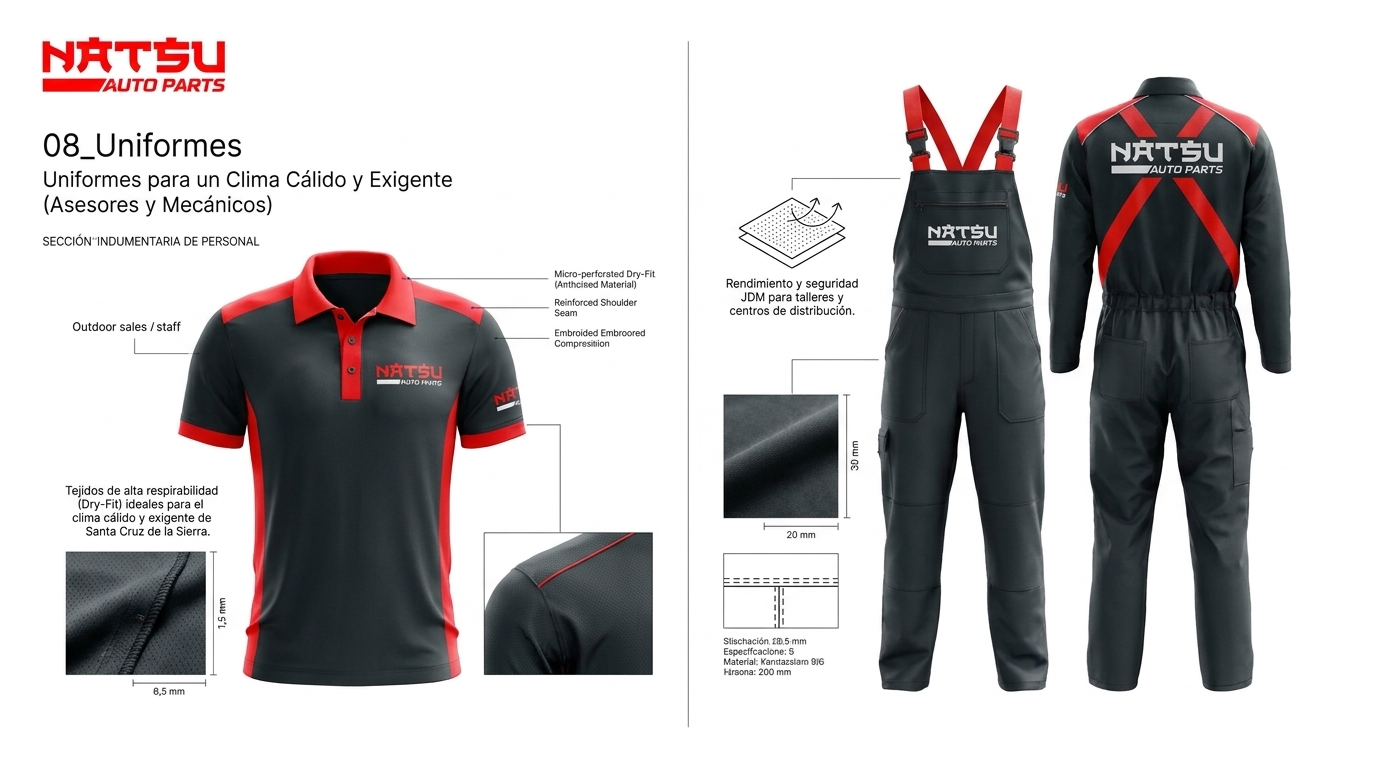 NATSU
AUTO PARTS
08_Uniformes
Uniformes para un Clima Cálido y Exigente
(Asesores y Mecánicos)
SECCIÓN INDUMENTARIA DE PERSONAL
Outdoor sales / staff
Micro-perforated Dry-Fit
(Anthcised Material)
Reinforced Shoulder
Seam
Embroided Embroored
Compresition
NATSU
AUTO PARTS
Tejidos de alta respirabilidad
(Dry-Fit) ideales para el
clima cálido y exigente de
Santa Cruz de la Sierra.
1,5 mm
6,5 mm
Rendimiento y seguridad
JDM para talleres y
centros de distribución.
30 mm
20 mm
Especificacione: 5
Material:
200 mm
NATSU
AUTO PARTS
NATSU
AUTO PARTS